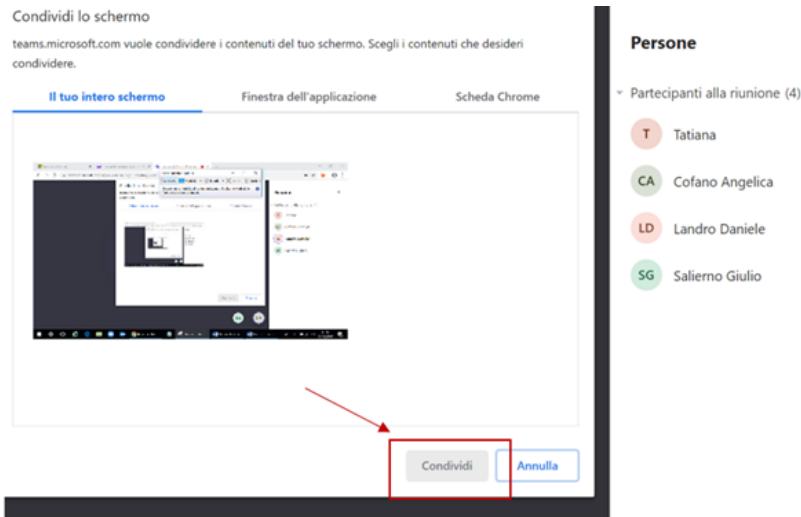 Condividi lo schermo
teams.microsoft.com vuole condividere i contenuti del tuo schermo. Scegli i contenuti che desideri
condividere.
Il tuo intero schermo Finestra dell'applicazione Scheda Chrome
Condividi Annulla
Persone
Partecipanti alla riunione (4)
T Tatiana
CA Cofano Angelica
LD Landro Daniele
SG Salierno Giulio